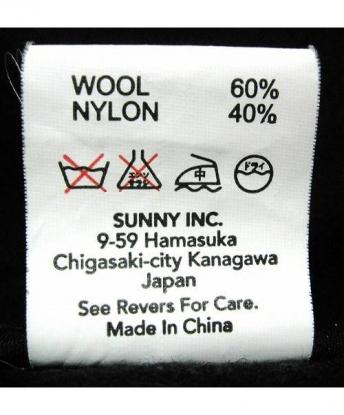 WOOL 60%
NYLON 40%
エンソ サラシ 中 ドライ
SUNNY INC.
9-59 Hamasuka
Chigasaki-city Kanagawa
Japan
See Revers For Care.
Made In China